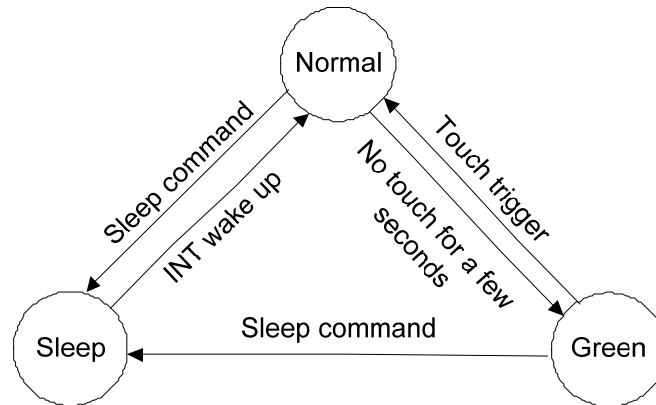 Normal
Sleep command
INT wake up
No touch for a few
seconds
Touch trigger
Sleep
Sleep command
Green